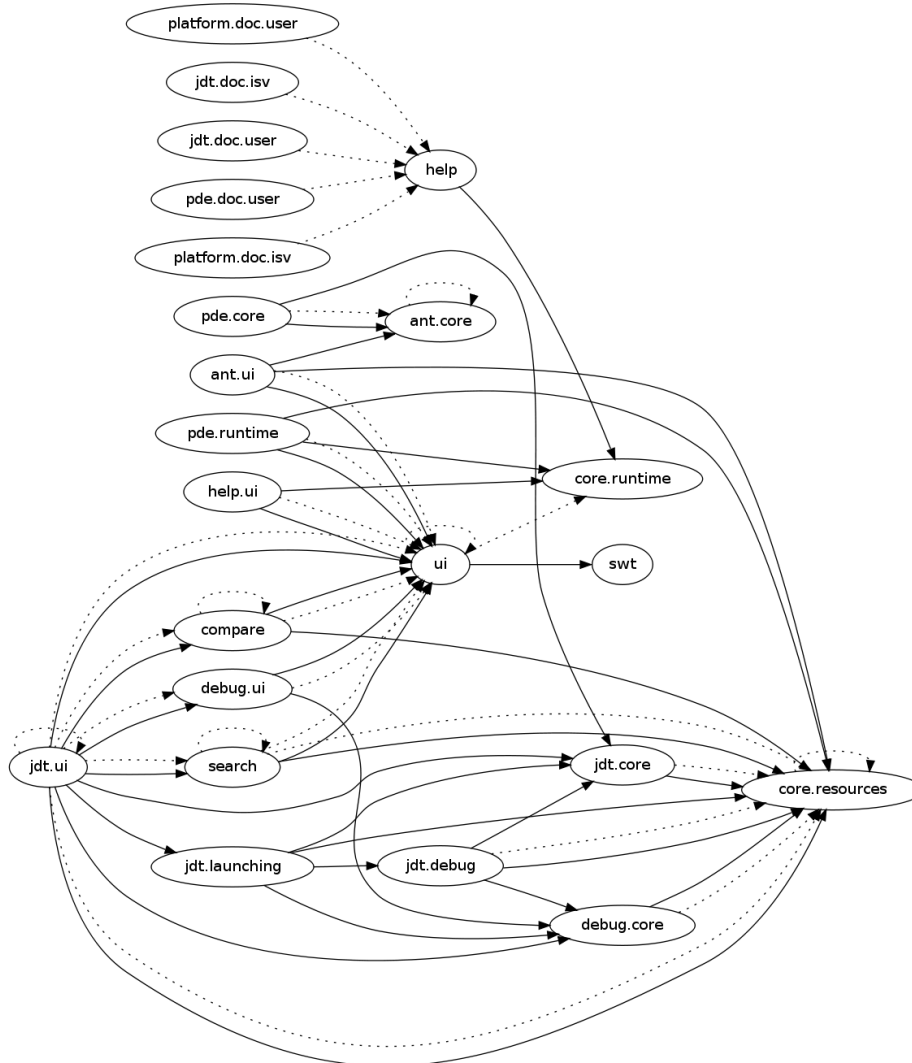 platform.doc.user
jdt.doc.isv
jdt.doc.user
help
pde.doc.user
platform.doc.isv
pde.core
ant.core
ant.ui
pde.runtime
core.runtime
help.ui
ui
swt
compare
debug.ui
jdt.ui
search
jdt.core
core.resources
jdt.launching
jdt.debug
debug.core